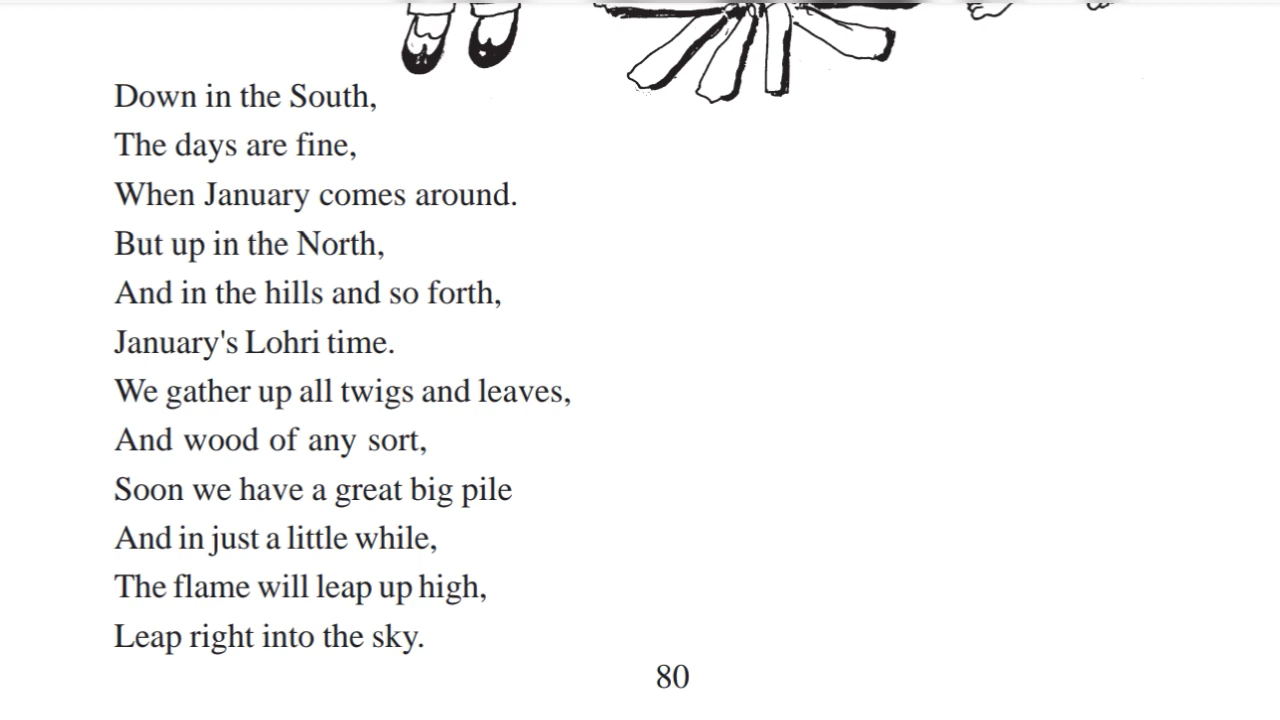 Down in the South,
The days are fine,
When January comes around.
But up in the North,
And in the hills and so forth,
January's Lohri time.
We gather up all twigs and leaves,
And wood of any sort,
Soon we have a great big pile
And in just a little while,
The flame will leap up high,
Leap right into the sky.
80